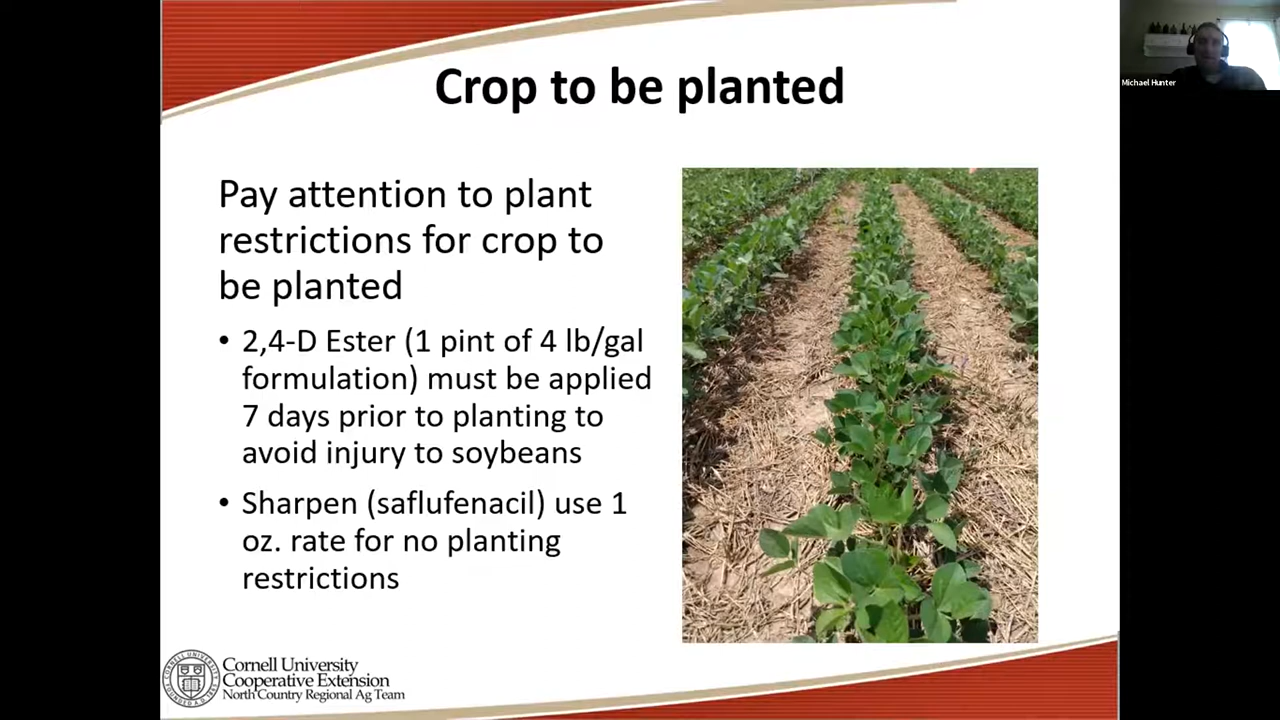 Crop to be planted
Michael Hunter
Pay attention to plant
restrictions for crop to
be planted
• 2,4-D Ester (1 pint of 4 lb/gal
formulation) must be applied
7 days prior to planting to
avoid injury to soybeans
• Sharpen (saflufenacil) use 1
oz. rate for no planting
restrictions
Cornell University
Cooperative Extension
North Country Regional Ag Team